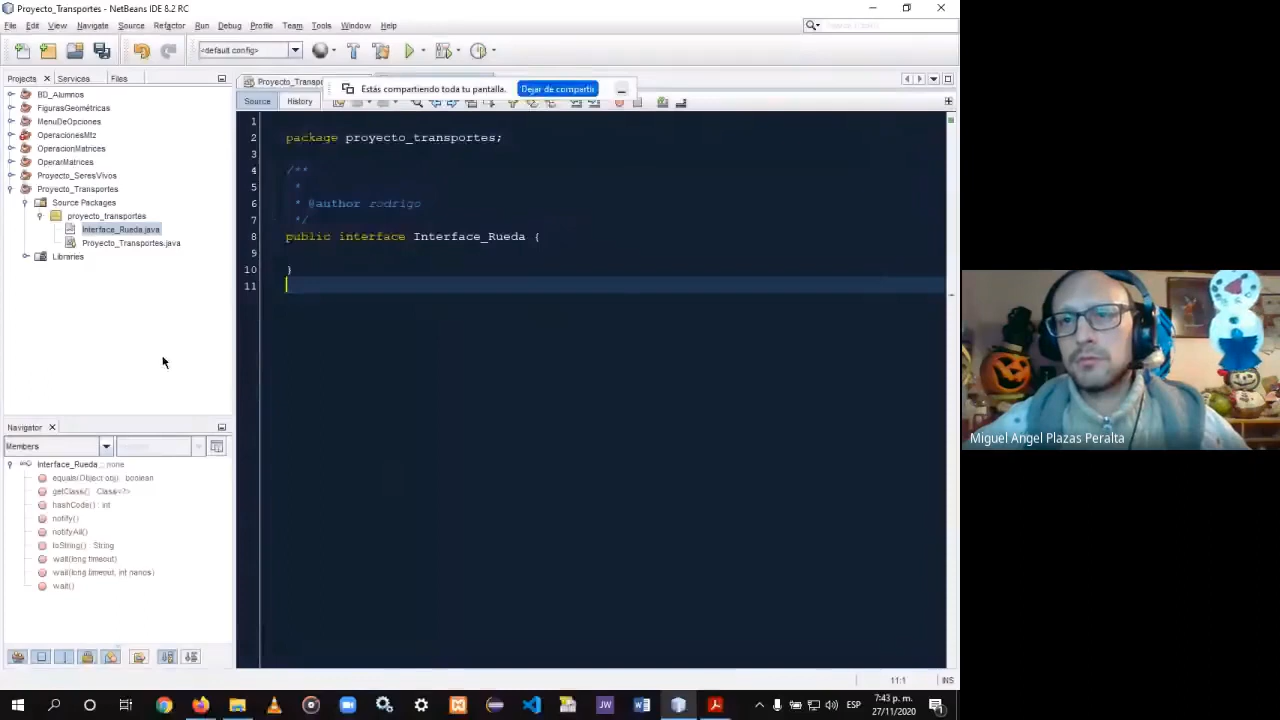 Proyecto_Transportes - NetBeans IDE 8.2 RC
File Edit View Navigate Source Refactor Run Debug Profile Team Tools Window Help
<default config>
Projects Services Files
BD_Alumnos
FigurasGeométricas
MenuDeOpciones
OperacionesMtz
OperacionMatrices
OperarMatrices
Proyecto_SeresVivos
Proyecto_Transportes
Source Packages
proyecto_transportes
Interface_Rueda.java
Proyecto_Transportes.java
Libraries
Navigator
Members
Interface_Rueda :: none
equals(Object obj) : boolean
getClass() : Class<?>
hashCode() : int
notify()
notifyAll()
toString() : String
wait(long timeout)
wait(long timeout, int nanos)
wait()
Proyecto_Transpo
Estás compartiendo toda tu pantalla. Dejar de compartir
Source History
1
2 package proyecto_transportes;
3
4 /**
5 *
6 * @author rodrigo
7 */
8 public interface Interface_Rueda {
9
10 }
11
11:1 INS
Miguel Angel Plazas Peralta
JW
ESP
7:43 p. m.
27/11/2020
1